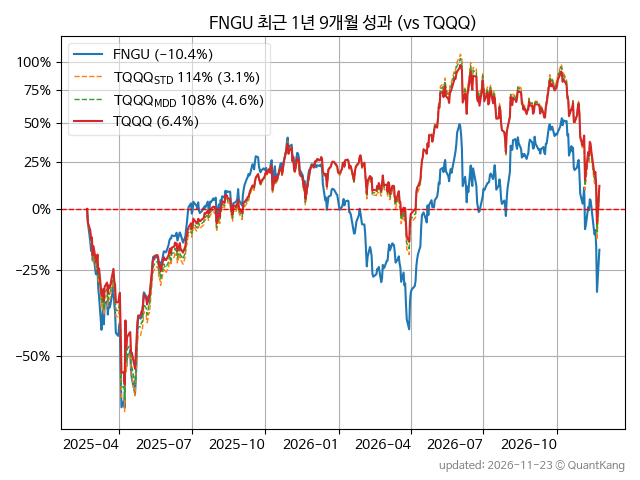 FNGU 최근 1년 9개월 성과 (vs TQQQ)
FNGU (−10.4%)
TQQQSTD 114% (3.1%)
TQQQMDD 108% (4.6%)
TQQQ (6.4%)
100%
75%
50%
25%
0%
−25%
−50%
2025-04 2025-07 2025-10 2026-01 2026-04 2026-07 2026-10
updated: 2026-11-23 © QuantKang